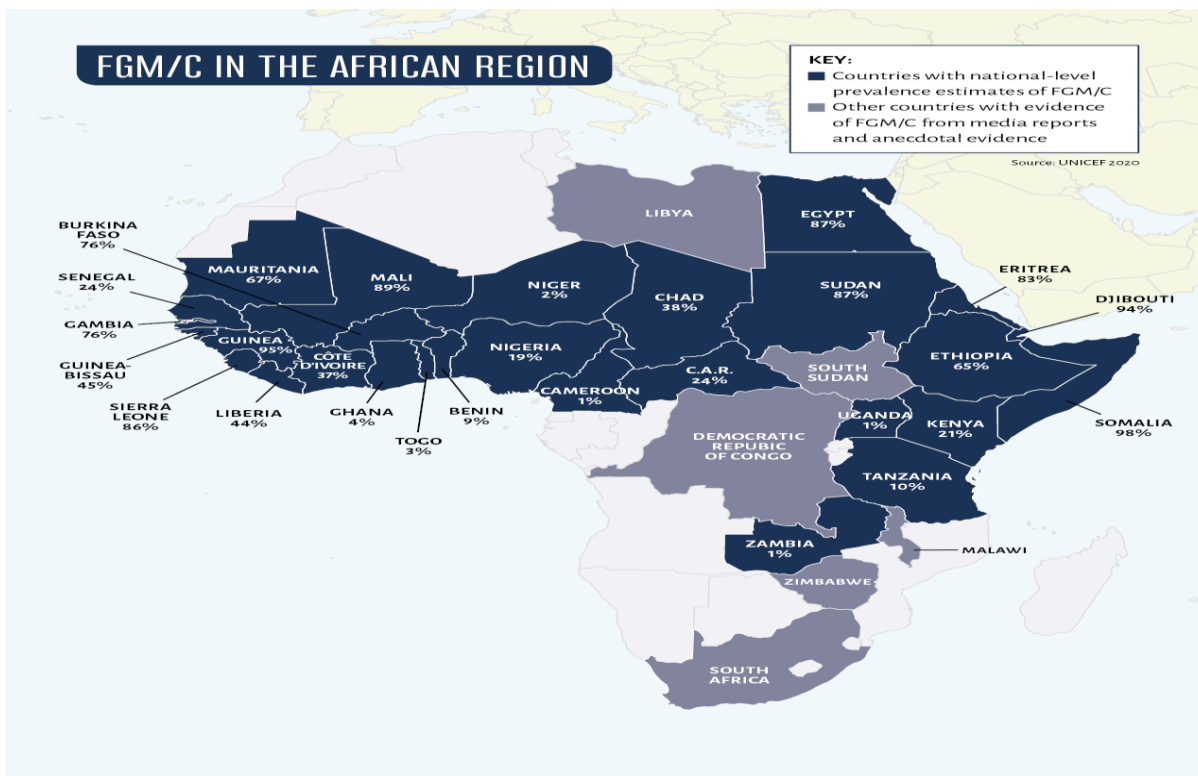 FGM/C IN THE AFRICAN REGION
KEY:
Countries with national-level
prevalence estimates of FGM/C
Other countries with evidence
of FGM/C from media reports
and anecdotal evidence
Source: UNICEF 2020
BURKINA
FASO
76%
SENEGAL
24%
GAMBIA
76%
GUINEA-
BISSAU
45%
SIERRA
LEONE
86%
LIBERIA
44%
GHANA
4%
TOGO
3%
BENIN
9%
MAURITANIA
67%
MALI
89%
NIGER
2%
CHAD
38%
LIBYA
EGYPT
87%
SUDAN
87%
ERITREA
83%
DJIBOUTI
94%
GUINEA
95%
CÔTE
D'IVOIRE
37%
NIGERIA
19%
CAMEROON
1%
C.A.R.
24%
SOUTH
SUDAN
ETHIOPIA
65%
SOMALIA
98%
UGANDA
1%
KENYA
21%
DEMOCRATIC
REPUBLIC
OF CONGO
TANZANIA
10%
ZAMBIA
1%
MALAWI
ZIMBABWE
SOUTH
AFRICA